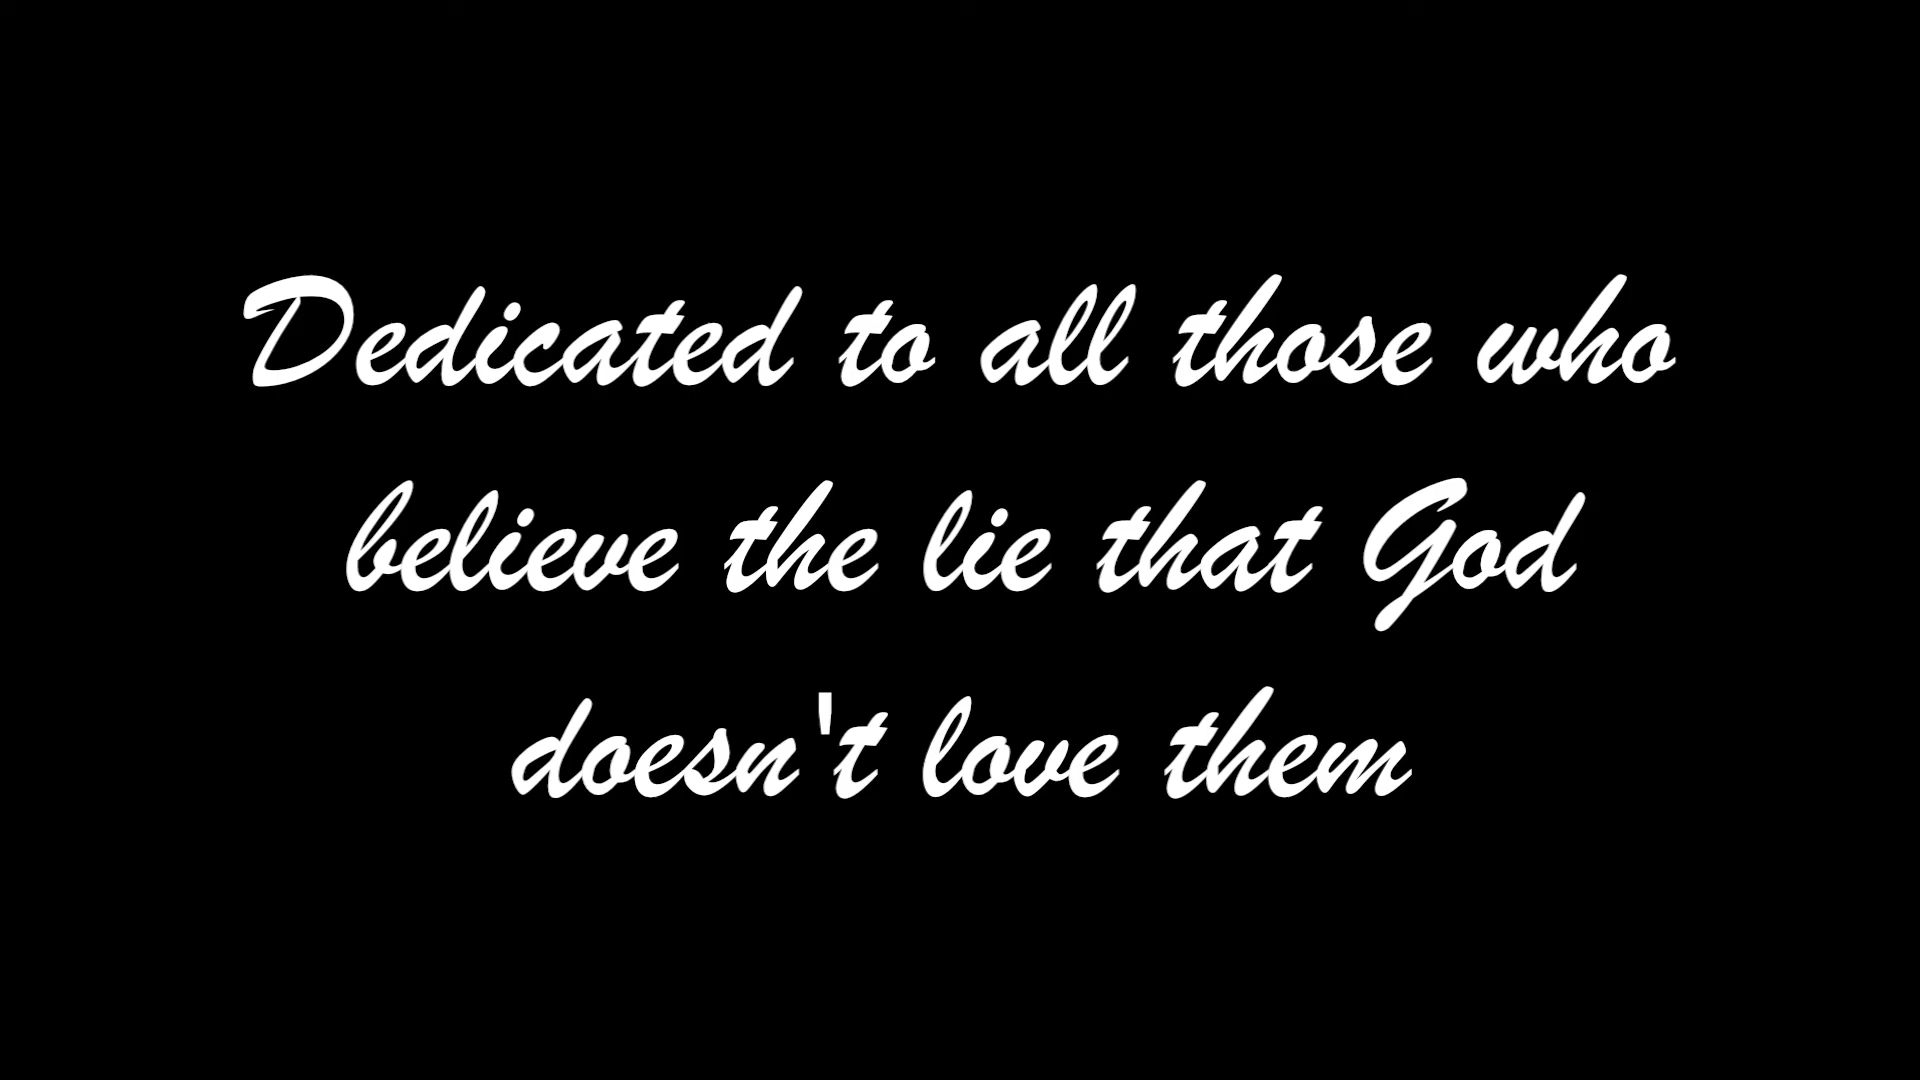 Dedicated to all those who
believe the lie that God
doesn't love them